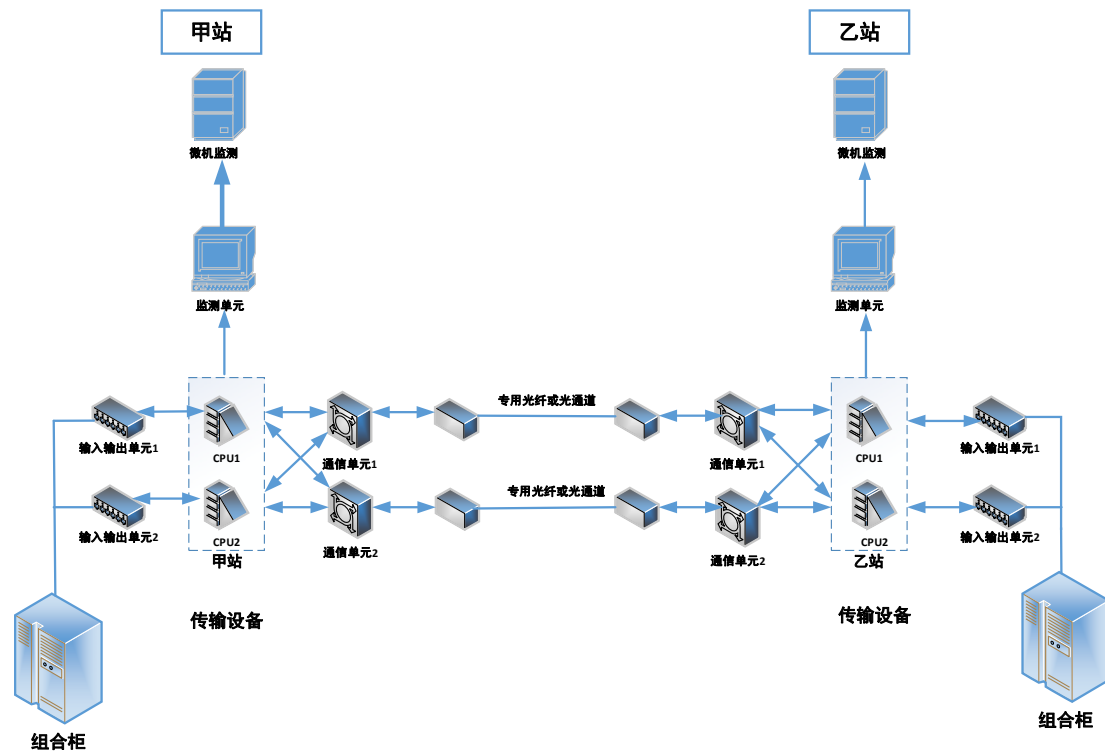 甲站
乙站
微机监测
微机监测
监测单元
监测单元
专用光纤或光通道
输入输出单元1
CPU1
通信单元1
通信单元1
CPU1
输入输出单元1
专用光纤或光通道
输入输出单元2
CPU2
通信单元2
通信单元2
CPU2
输入输出单元2
甲站
乙站
传输设备
传输设备
组合柜
组合柜